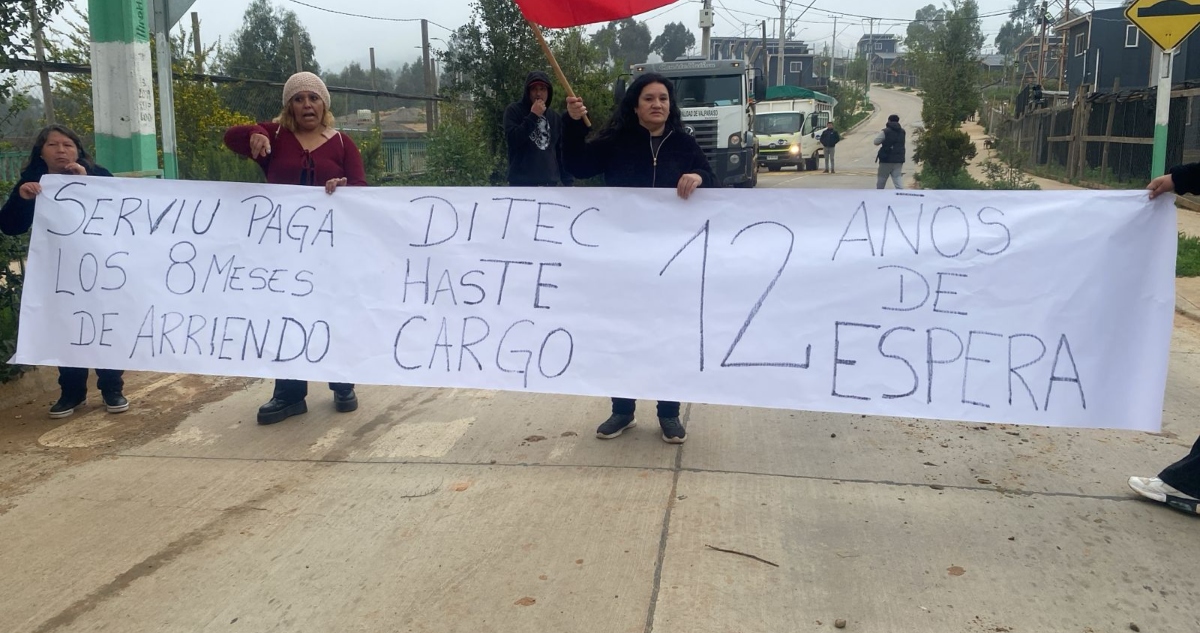 SERVIU PAGA
LOS 8 MESES
DE ARRIENDO
DITEC
HASTE
CARGO
12
AÑOS
DE
ESPERA